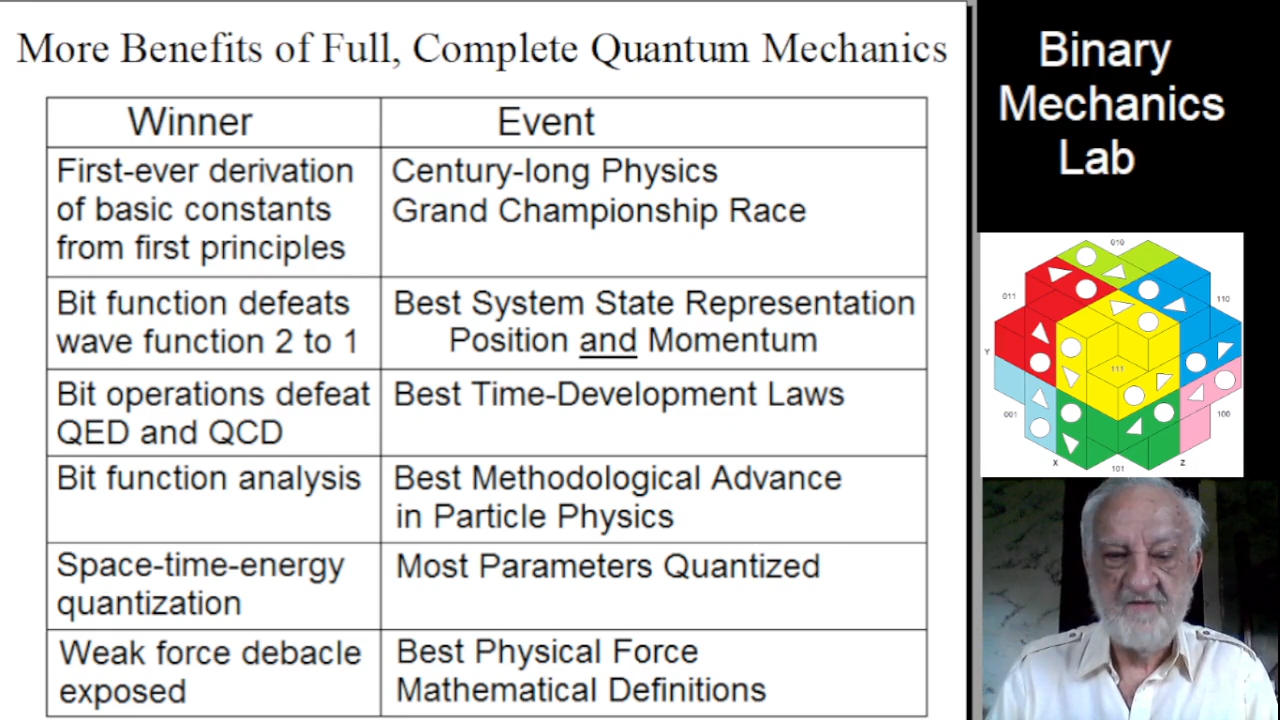 More Benefits of Full, Complete Quantum Mechanics
Winner
Event
First-ever derivation
of basic constants
from first principles
Century-long Physics
Grand Championship Race
Bit function defeats
wave function 2 to 1
Best System State Representation
Position and Momentum
Bit operations defeat
QED and QCD
Best Time-Development Laws
Bit function analysis
Best Methodological Advance
in Particle Physics
Space-time-energy
quantization
Most Parameters Quantized
Weak force debacle
exposed
Best Physical Force
Mathematical Definitions
Binary
Mechanics
Lab
010
011
110
Y
111
001
100
X
101
Z